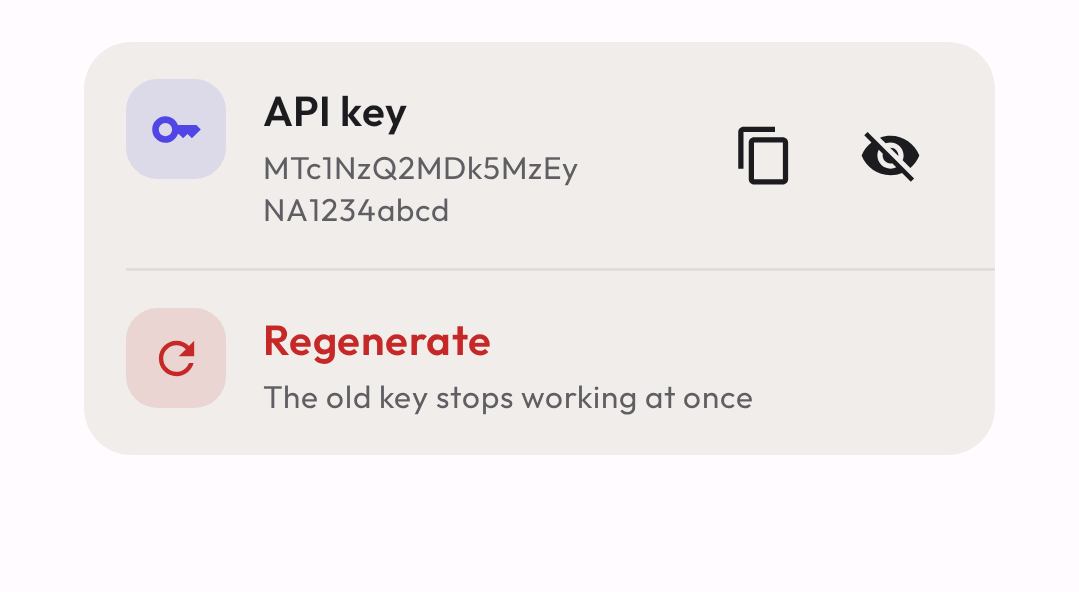 API key
MTc1NzQ2MDk5MzEy
NA1234abcd
Regenerate
The old key stops working at once